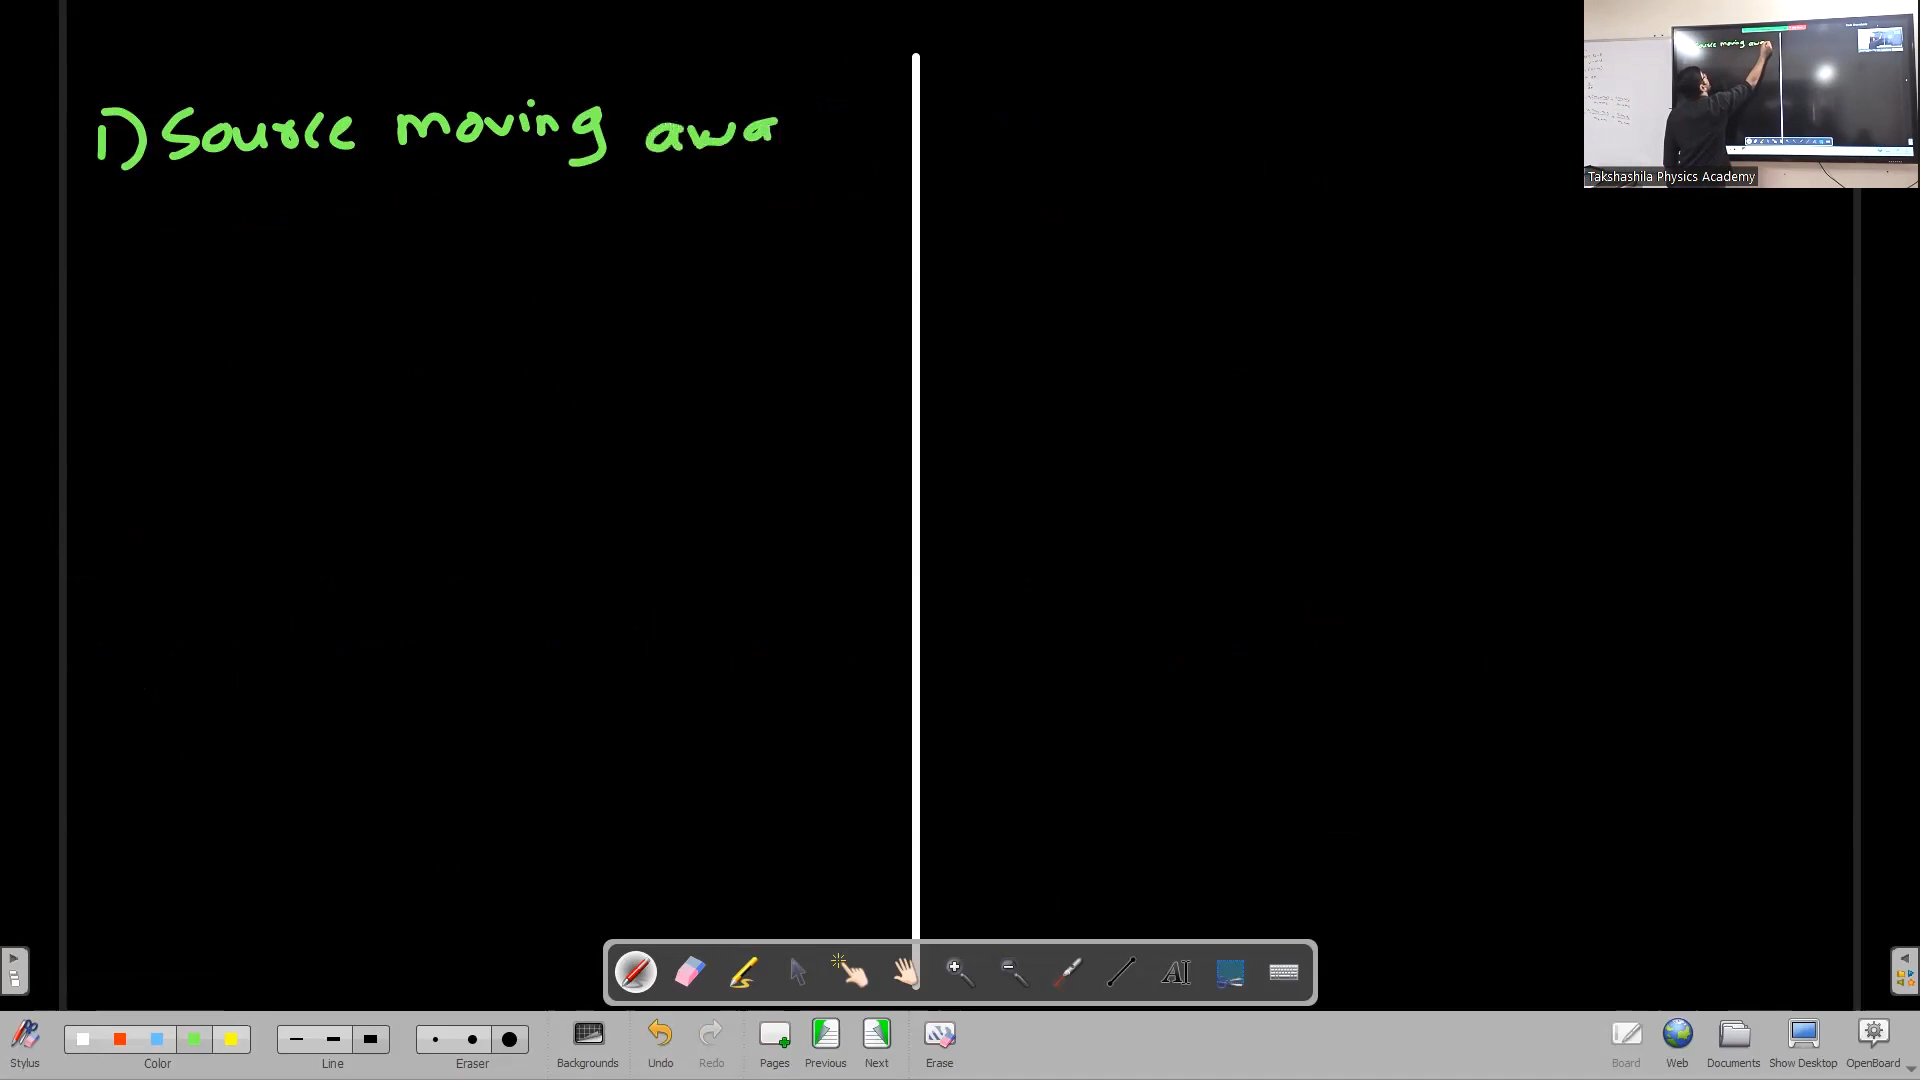 1) Source moving awa
Takshashila Physics Academy
Stylus
Color
Line
Eraser
Backgrounds
Undo
Redo
Pages
Previous
Next
Erase
Board
Web
Documents
Show Desktop
OpenBoard